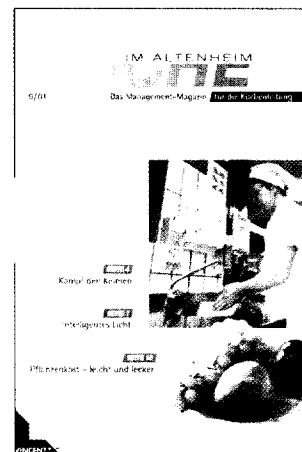 IM ALTENHEIM
9/01
Das Management-Magazin für die Küchenleitung
Kampf den Keimen
Intelligentes Licht
Pflanzenkost – leicht und lecker
VINCENTZ